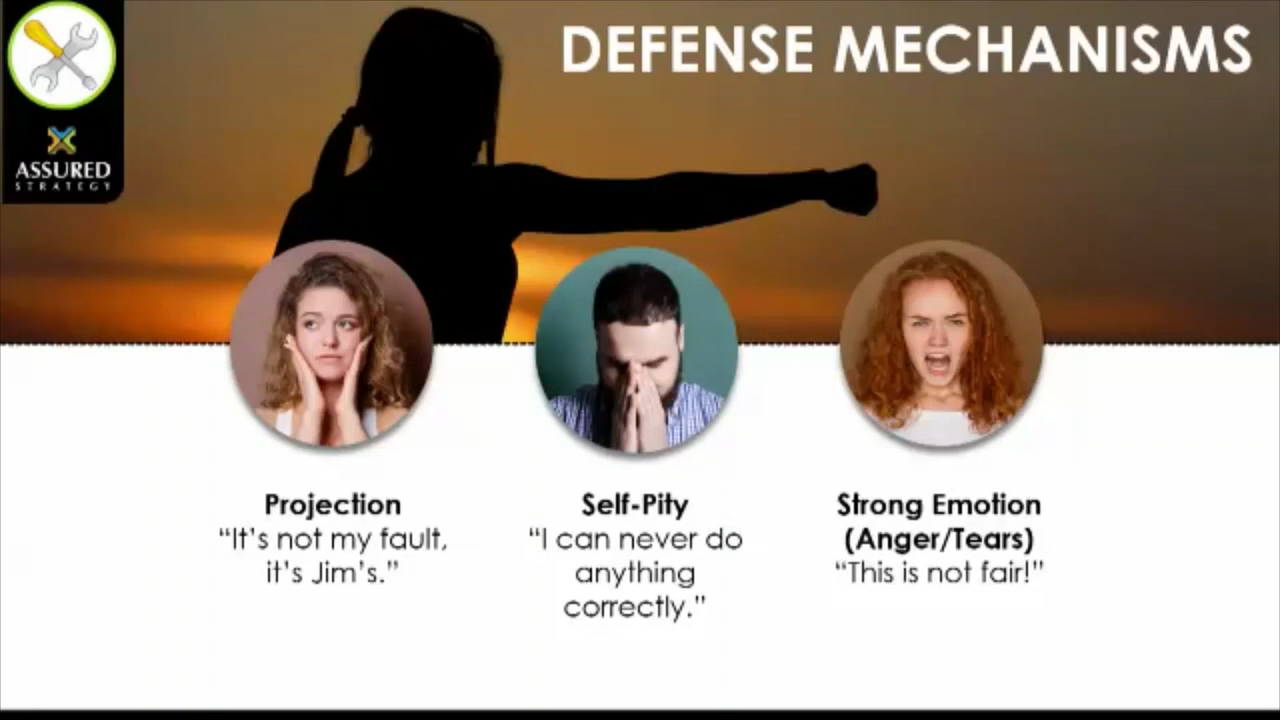 DEFENSE MECHANISMS
ASSURED
STRATEGY
Projection
“It’s not my fault,
it’s Jim’s.”
Self-Pity
“I can never do
anything
correctly.”
Strong Emotion
(Anger/Tears)
“This is not fair!”